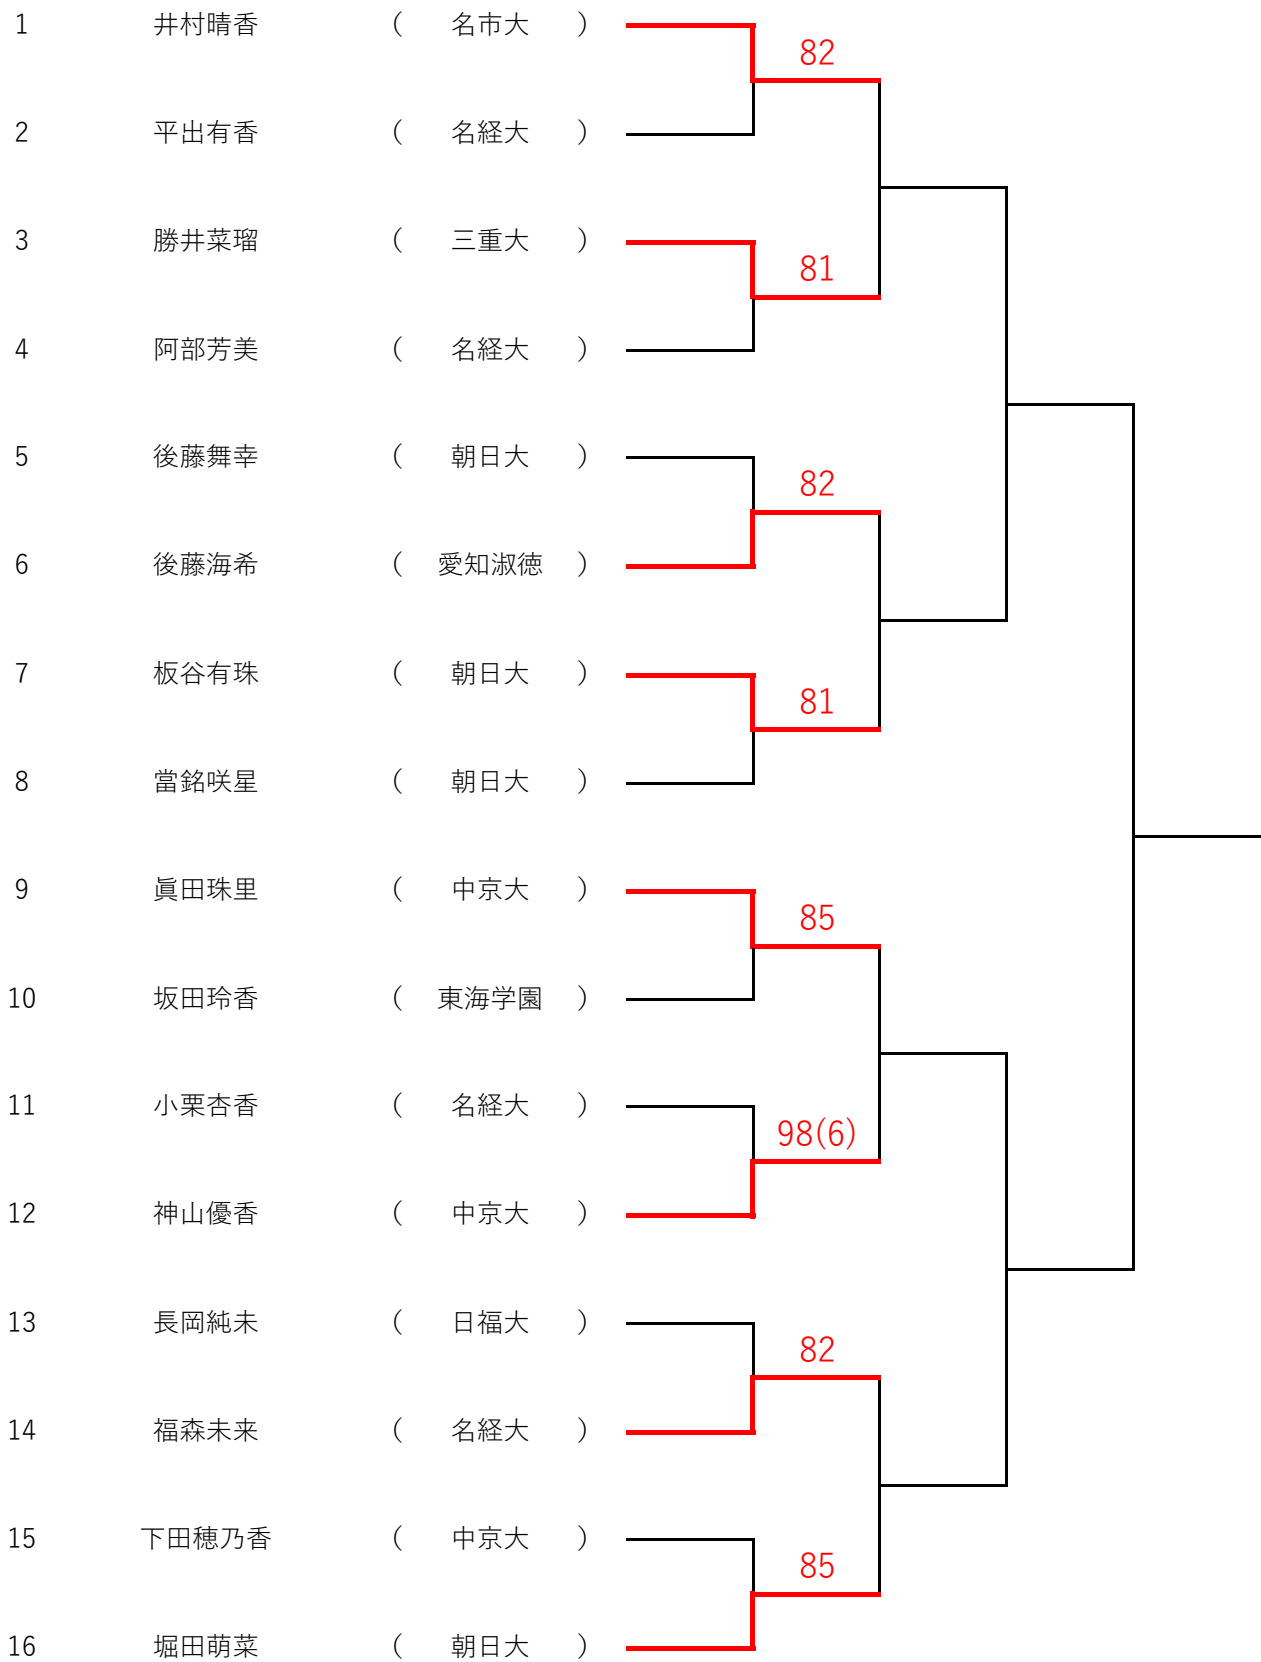 1 井村晴香 ( 名市大 )
82
2 平出有香 ( 名経大 )
3 勝井菜瑠 ( 三重大 )
81
4 阿部芳美 ( 名経大 )
5 後藤舞幸 ( 朝日大 )
82
6 後藤海希 ( 愛知淑徳 )
7 板谷有珠 ( 朝日大 )
81
8 當銘咲星 ( 朝日大 )
9 眞田珠里 ( 中京大 )
85
10 坂田玲香 ( 東海学園 )
11 小栗杏香 ( 名経大 )
98(6)
12 神山優香 ( 中京大 )
13 長岡純未 ( 日福大 )
82
14 福森未来 ( 名経大 )
15 下田穂乃香 ( 中京大 )
85
16 堀田萌菜 ( 朝日大 )